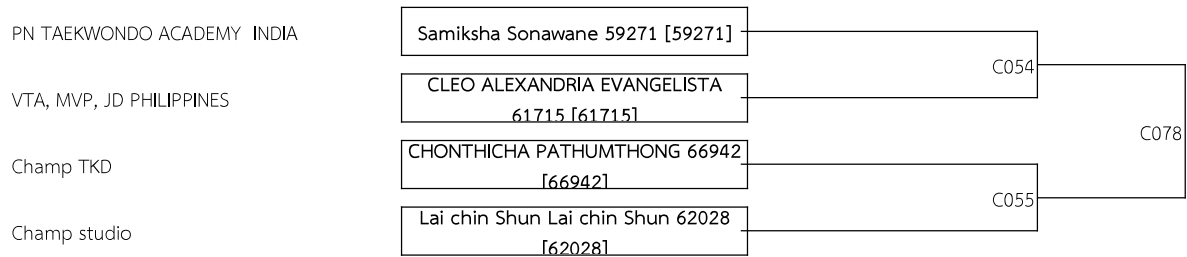 PN TAEKWONDO ACADEMY INDIA
Samiksha Sonawane 59271 [59271]
C054
VTA, MVP, JD PHILIPPINES
CLEO ALEXANDRIA EVANGELISTA
61715 [61715]
C078
Champ TKD
CHONTHICHA PATHUMTHONG 66942
[66942]
C055
Champ studio
Lai chin Shun Lai chin Shun 62028
[62028]